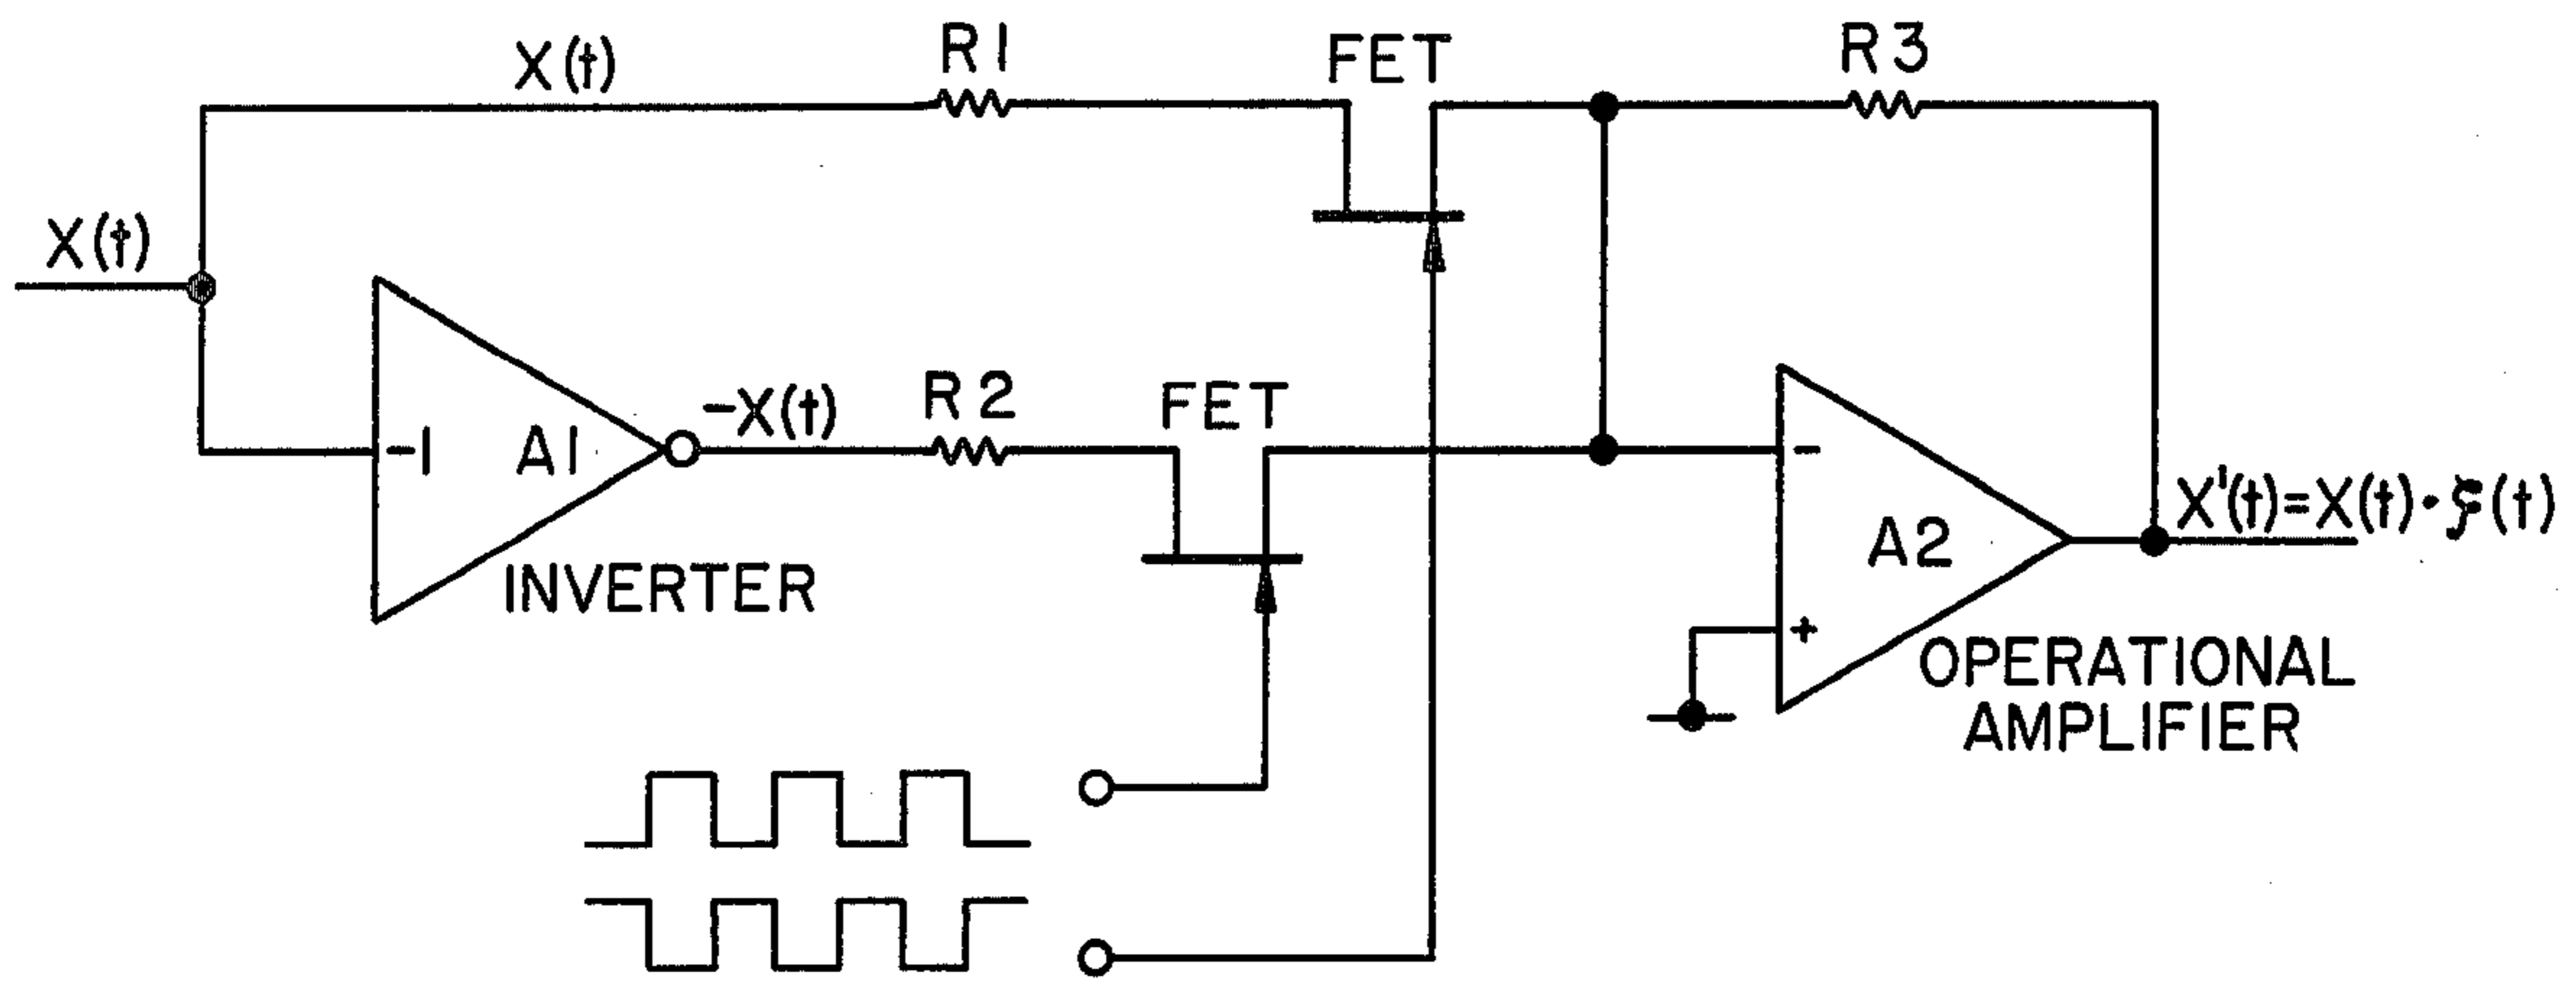 X(t)
R1
FET
R3
X(t)
-X(t)
R2
FET
-1
A1
-
INVERTER
A2
X'(t)=X(t)·ξ(t)
+
OPERATIONAL
AMPLIFIER